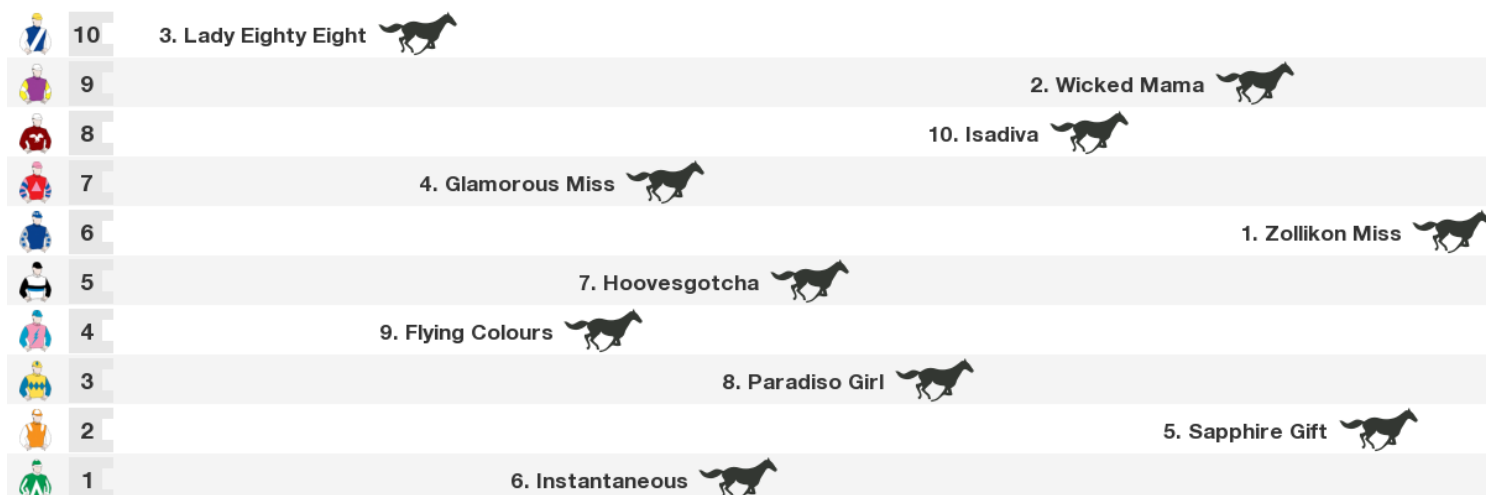 10 3. Lady Eighty Eight
9 2. Wicked Mama
8 10. Isadiva
7 4. Glamorous Miss
6 1. Zollikon Miss
5 7. Hoovesgotcha
4 9. Flying Colours
3 8. Paradiso Girl
2 5. Sapphire Gift
1 6. Instantaneous